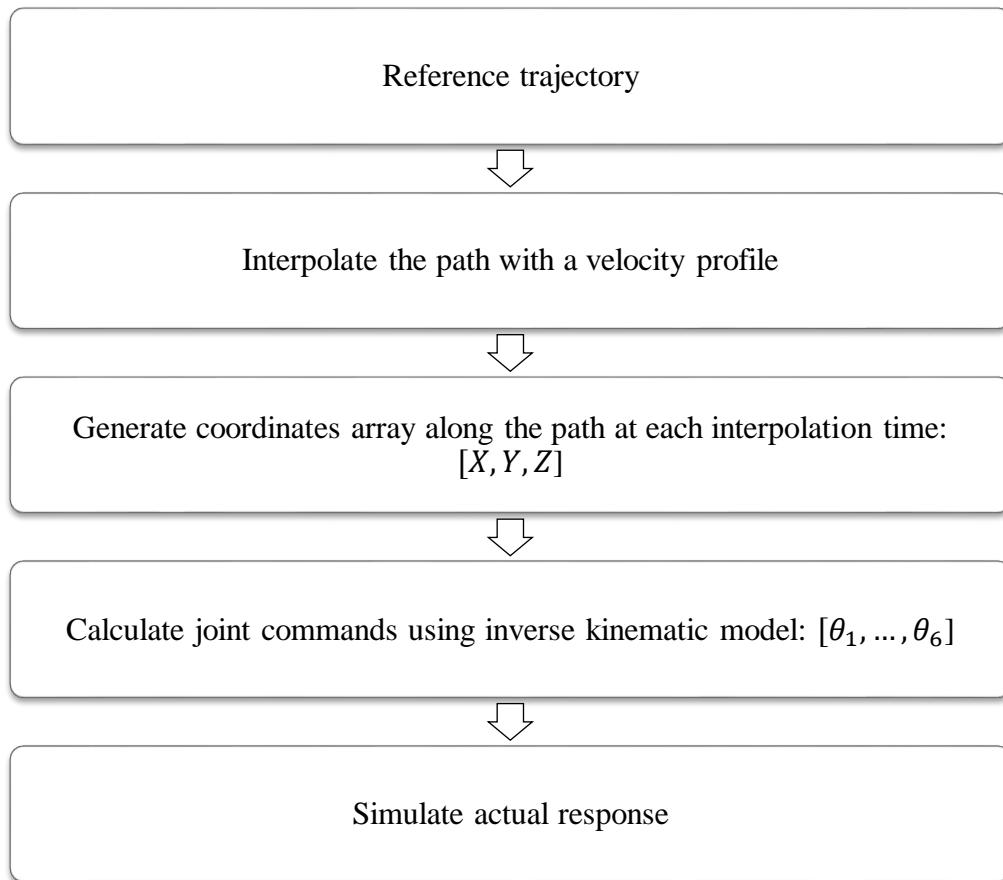 Reference trajectory
Interpolate the path with a velocity profile
Generate coordinates array along the path at each interpolation time:
[𝑋, 𝑌, 𝑍]
Calculate joint commands using inverse kinematic model: [𝜃₁, … , 𝜃₆]
Simulate actual response